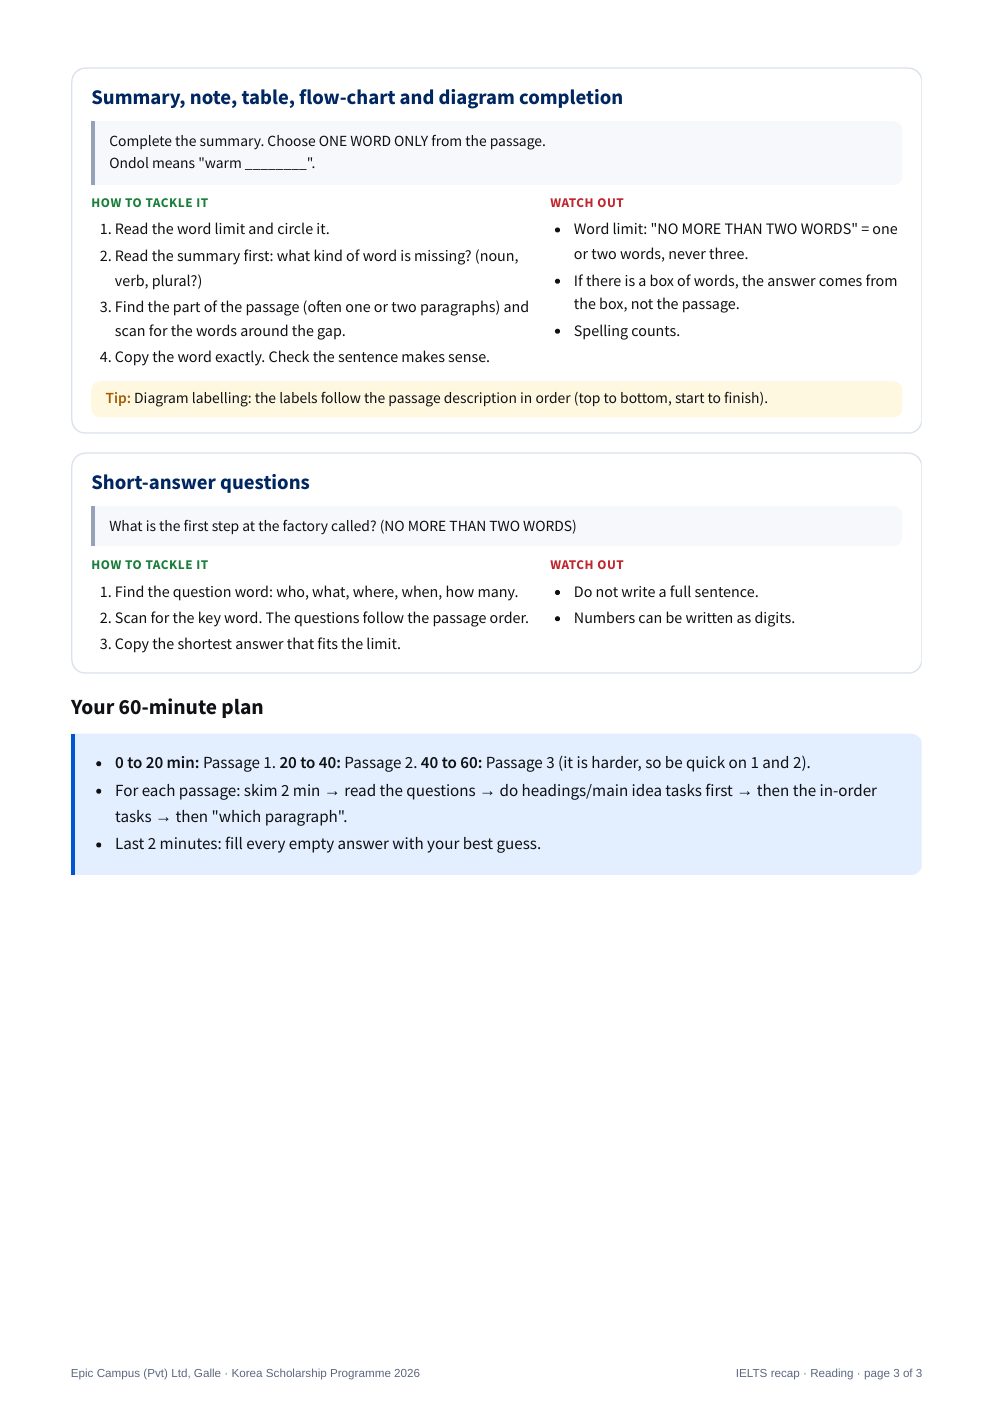 Summary, note, table, flow-chart and diagram completion
Complete the summary. Choose ONE WORD ONLY from the passage.
Ondol means "warm ________".
HOW TO TACKLE IT
1. Read the word limit and circle it.
2. Read the summary first: what kind of word is missing? (noun,
verb, plural?)
3. Find the part of the passage (often one or two paragraphs) and
scan for the words around the gap.
4. Copy the word exactly. Check the sentence makes sense.
WATCH OUT
• Word limit: "NO MORE THAN TWO WORDS" = one
or two words, never three.
• If there is a box of words, the answer comes from
the box, not the passage.
• Spelling counts.
Tip: Diagram labelling: the labels follow the passage description in order (top to bottom, start to finish).
Short-answer questions
What is the first step at the factory called? (NO MORE THAN TWO WORDS)
HOW TO TACKLE IT
1. Find the question word: who, what, where, when, how many.
2. Scan for the key word. The questions follow the passage order.
3. Copy the shortest answer that fits the limit.
WATCH OUT
• Do not write a full sentence.
• Numbers can be written as digits.
Your 60-minute plan
• 0 to 20 min: Passage 1. 20 to 40: Passage 2. 40 to 60: Passage 3 (it is harder, so be quick on 1 and 2).
• For each passage: skim 2 min → read the questions → do headings/main idea tasks first → then the in-order
tasks → then "which paragraph".
• Last 2 minutes: fill every empty answer with your best guess.
Epic Campus (Pvt) Ltd, Galle · Korea Scholarship Programme 2026
IELTS recap · Reading · page 3 of 3